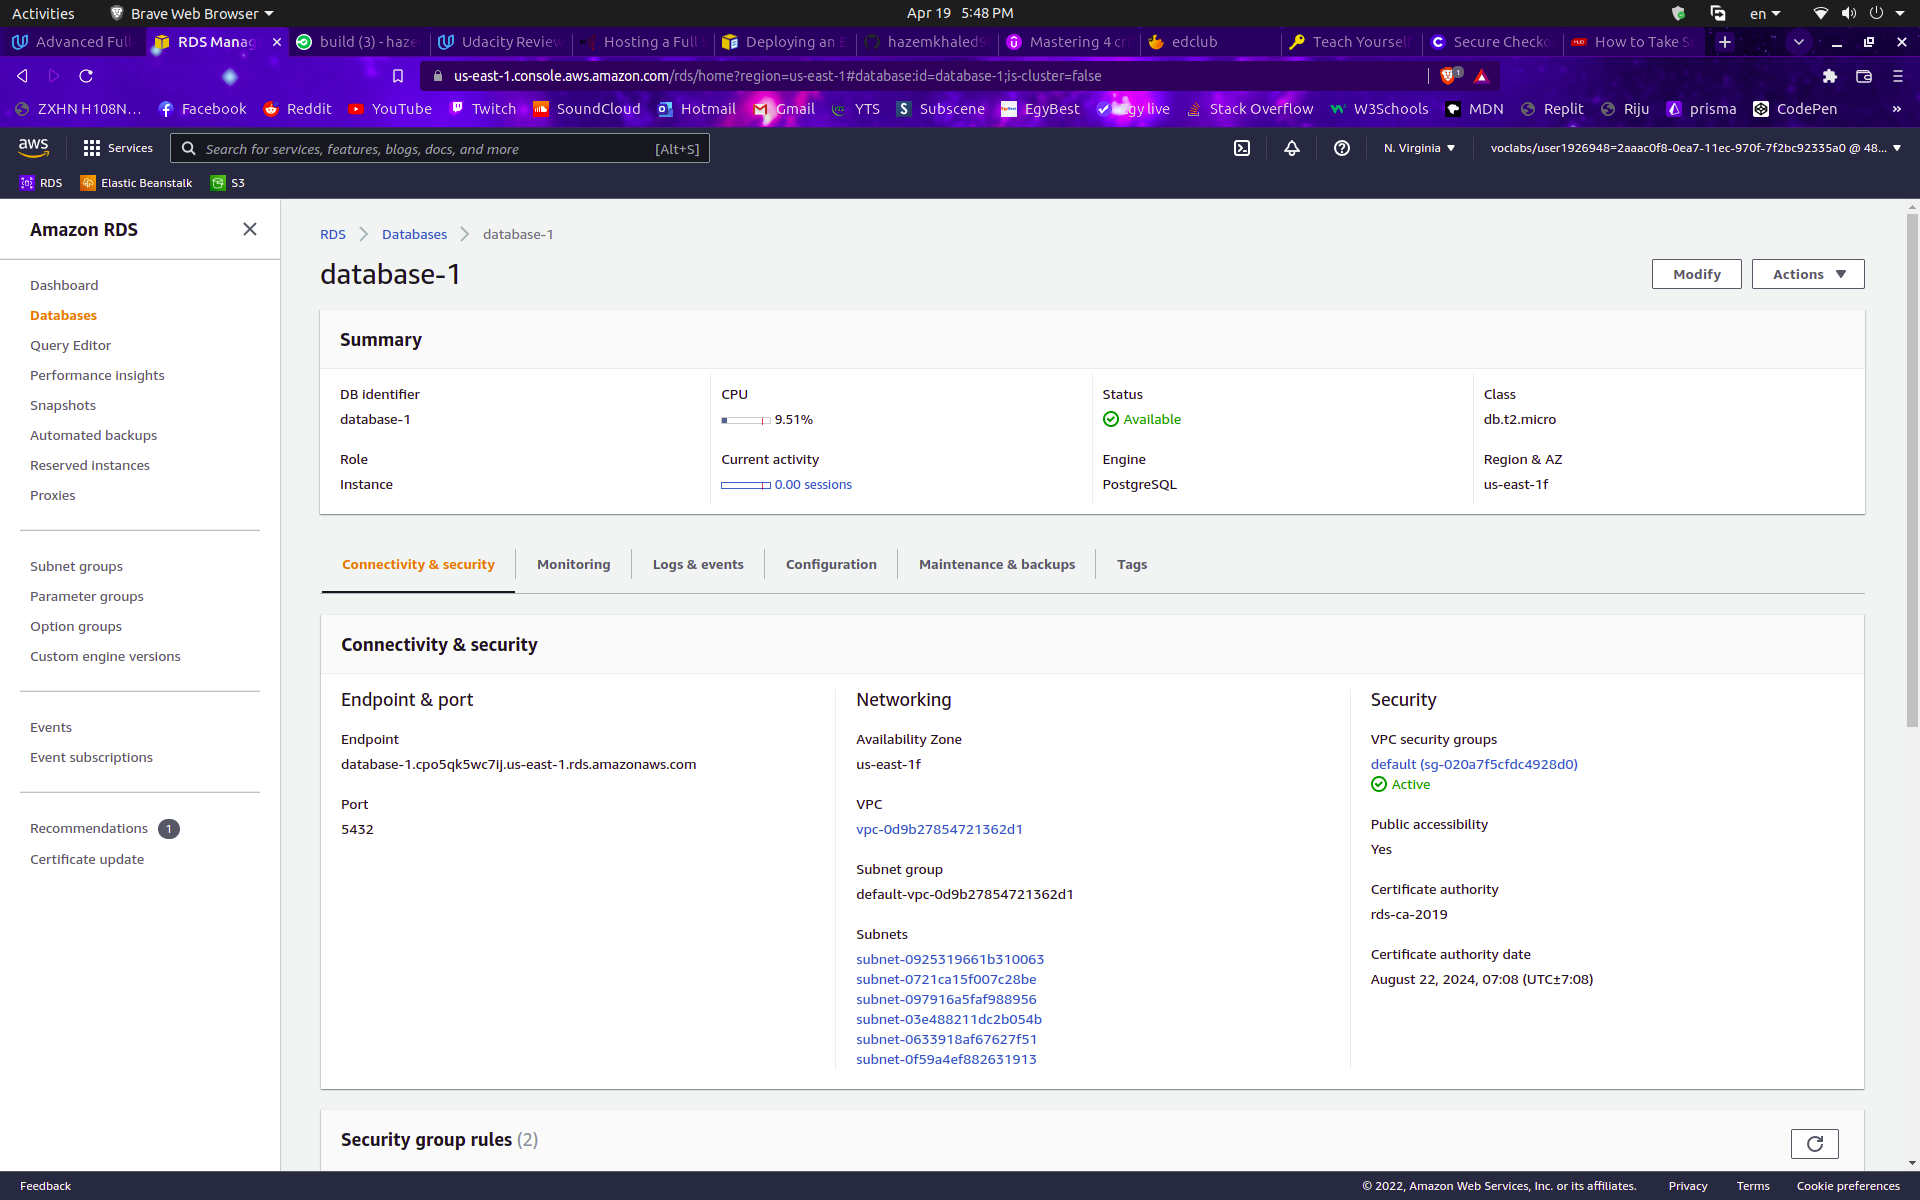 Activities
Brave Web Browser
Apr 19 5:48 PM
en
Advanced Full
RDS Manag
build (3) - haze
Udacity Review
Hosting a Full S
Deploying an E
hazemkhaled9
Mastering 4 cri
edclub
Teach Yourself
Secure Checko
How to Take Sc
us-east-1.console.aws.amazon.com/rds/home?region=us-east-1#database:id=database-1;is-cluster=false
1
ZXHN H108N...
Facebook
Reddit
YouTube
Twitch
SoundCloud
Hotmail
Gmail
YTS
Subscene
EgyBest
Egy live
Stack Overflow
W3Schools
MDN
Replit
Riju
prisma
CodePen
»
aws
Services
Search for services, features, blogs, docs, and more
[Alt+S]
N. Virginia
voclabs/user1926948=2aaac0f8-0ea7-11ec-970f-7f2bc92335a0 @ 48...
RDS
Elastic Beanstalk
S3
Amazon RDS
Dashboard
Databases
Query Editor
Performance insights
Snapshots
Automated backups
Reserved instances
Proxies
Subnet groups
Parameter groups
Option groups
Custom engine versions
Events
Event subscriptions
Recommendations 1
Certificate update
RDS
Databases
database-1
database-1
Modify
Actions
Summary
DB identifier
database-1
CPU
9.51%
Status
Available
Class
db.t2.micro
Role
Instance
Current activity
0.00 sessions
Engine
PostgreSQL
Region & AZ
us-east-1f
Connectivity & security
Monitoring
Logs & events
Configuration
Maintenance & backups
Tags
Connectivity & security
Endpoint & port
Endpoint
database-1.cpo5qk5wc7ij.us-east-1.rds.amazonaws.com
Port
5432
Networking
Availability Zone
us-east-1f
VPC
vpc-0d9b27854721362d1
Subnet group
default-vpc-0d9b27854721362d1
Subnets
subnet-0925319661b310063
subnet-0721ca15f007c28be
subnet-097916a5faf988956
subnet-03e488211dc2b054b
subnet-0633918af67627f51
subnet-0f59a4ef882631913
Security
VPC security groups
default (sg-020a7f5cfdc4928d0)
Active
Public accessibility
Yes
Certificate authority
rds-ca-2019
Certificate authority date
August 22, 2024, 07:08 (UTC±7:08)
Security group rules (2)
Feedback
© 2022, Amazon Web Services, Inc. or its affiliates.
Privacy
Terms
Cookie preferences